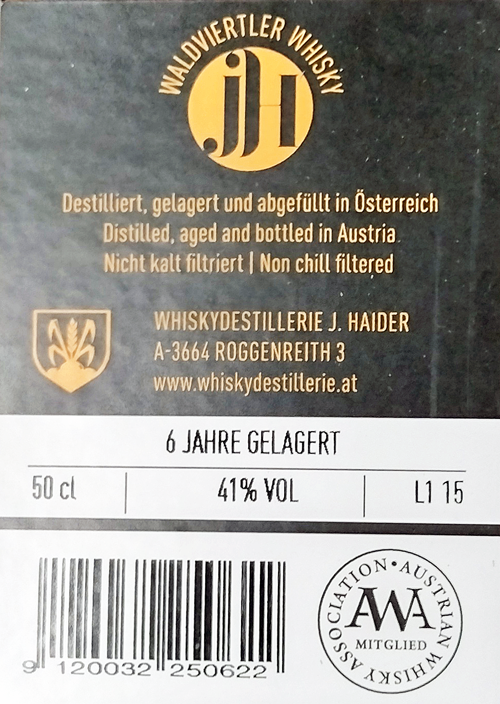 WALDVIERTLER WHISKY
jH
Destilliert, gelagert und abgefüllt in Österreich
Distilled, aged and bottled in Austria
Nicht kalt filtriert | Non chill filtered
WHISKYDESTILLERIE J. HAIDER
A-3664 ROGGENREITH 3
www.whiskydestillerie.at
6 JAHRE GELAGERT
50 cl | 41% VOL | L1 15
9 120032 250622
AUSTRIAN WHISKY ASSOCIATION •
AWA
MITGLIED